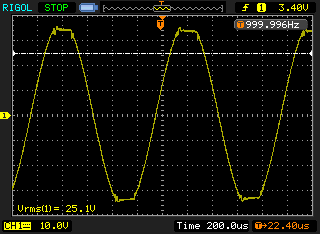 RIGOL STOP T f 1 3.40V
T 999.996Hz
1
Vrms(1)= 25.1V
CH1 10.0V Time 200.0us T→22.40us